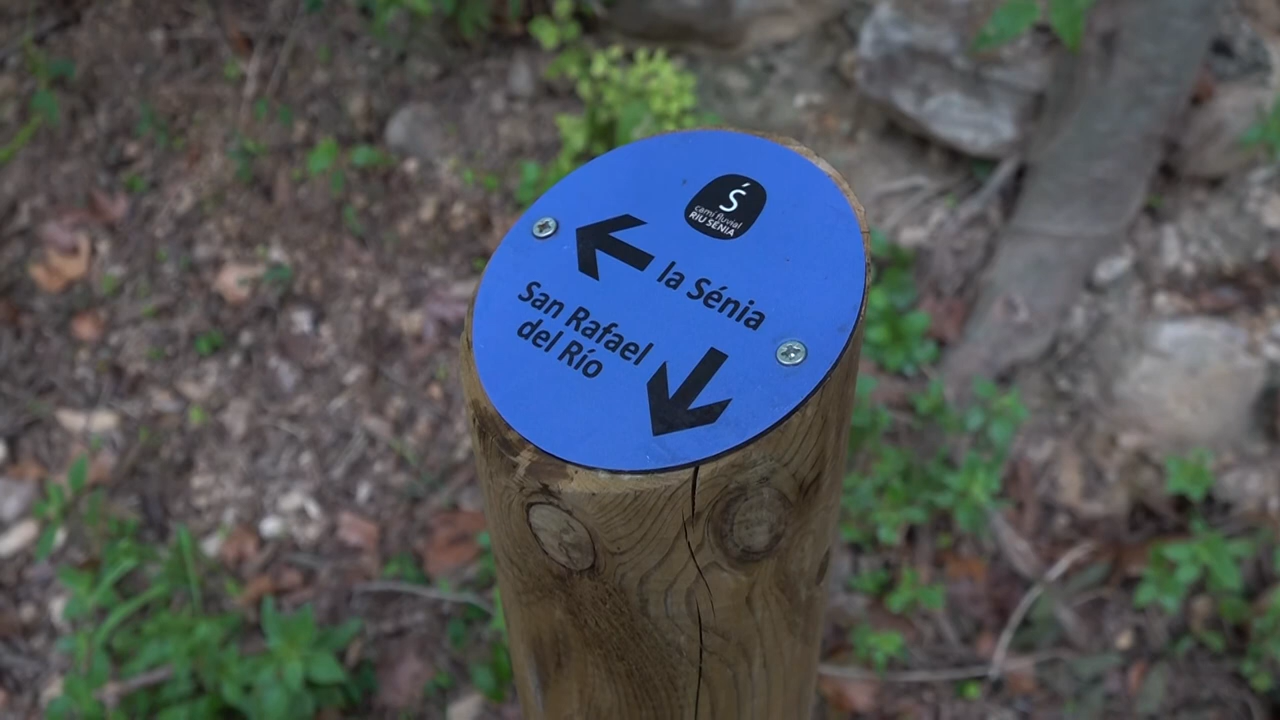 Ś
camí fluvial
RIU SÉNIA
la Sénia
San Rafael
del Río